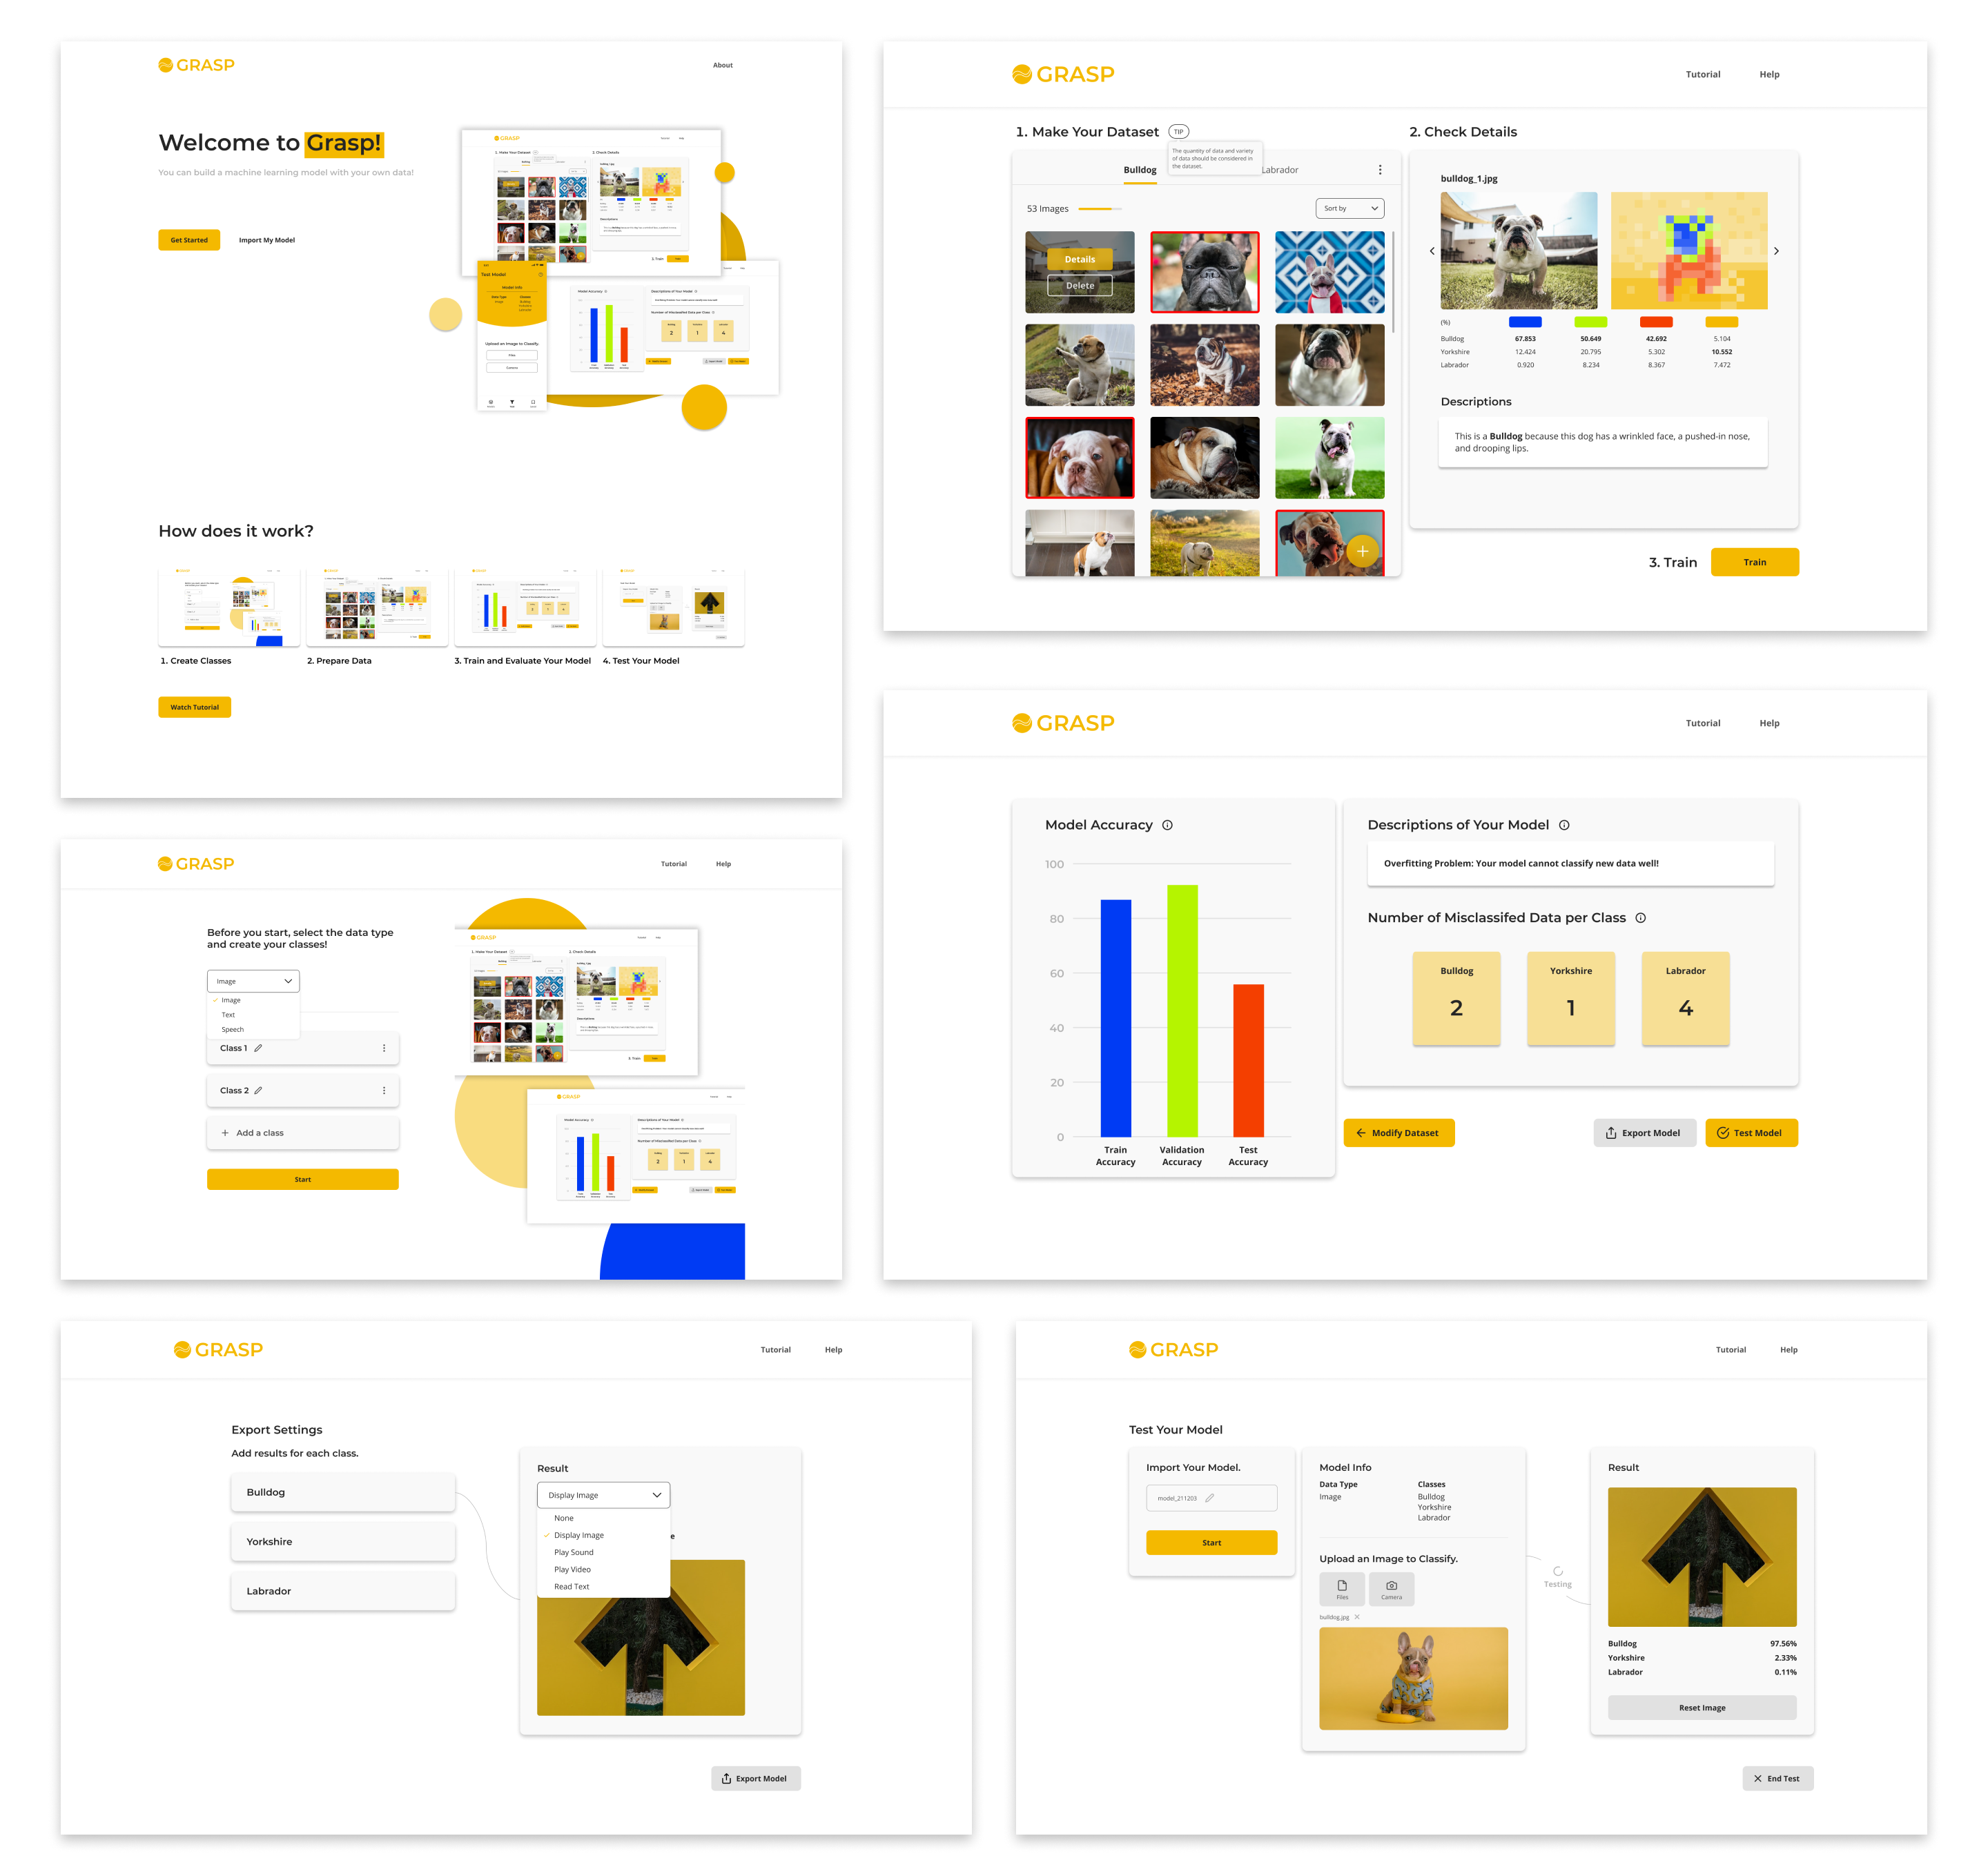 GRASP
About
Welcome to Grasp!
You can build a machine learning model with your own data!
Get Started
Import My Model
How does it work?
1. Create Classes
2. Prepare Data
3. Train and Evaluate Your Model
4. Test Your Model
Watch Tutorial
GRASP
Tutorial
Help
1. Make Your Dataset
TIP
The quantity of data and variety
of data should be considered in
the dataset.
Bulldog
Labrador
53 Images
Sort by
Details
Delete
2. Check Details
bulldog_1.jpg
(%)
Bulldog 67.853 50.649 42.692 5.104
Yorkshire 12.424 20.795 5.302 10.552
Labrador 0.920 8.234 8.367 7.472
Descriptions
This is a Bulldog because this dog has a wrinkled face, a pushed-in nose,
and drooping lips.
3. Train
Train
GRASP
Tutorial
Help
Before you start, select the data type
and create your classes!
Image
Image
Text
Speech
Class 1
Class 2
Add a class
Start
GRASP
Tutorial
Help
Model Accuracy
100
80
60
40
20
0
Train
Accuracy
Validation
Accuracy
Test
Accuracy
Descriptions of Your Model
Overfitting Problem: Your model cannot classify new data well!
Number of Misclassifed Data per Class
Bulldog
2
Yorkshire
1
Labrador
4
Modify Dataset
Export Model
Test Model
GRASP
Tutorial
Help
Export Settings
Add results for each class.
Bulldog
Yorkshire
Labrador
Result
Display Image
None
Display Image
Play Sound
Play Video
Read Text
Export Model
GRASP
Tutorial
Help
Test Your Model
Import Your Model.
model_211203
Start
Model Info
Data Type
Image
Classes
Bulldog
Yorkshire
Labrador
Upload an Image to Classify.
Files
Camera
bulldog.jpg
Testing
Result
Bulldog 97.56%
Yorkshire 2.33%
Labrador 0.11%
Reset Image
End Test